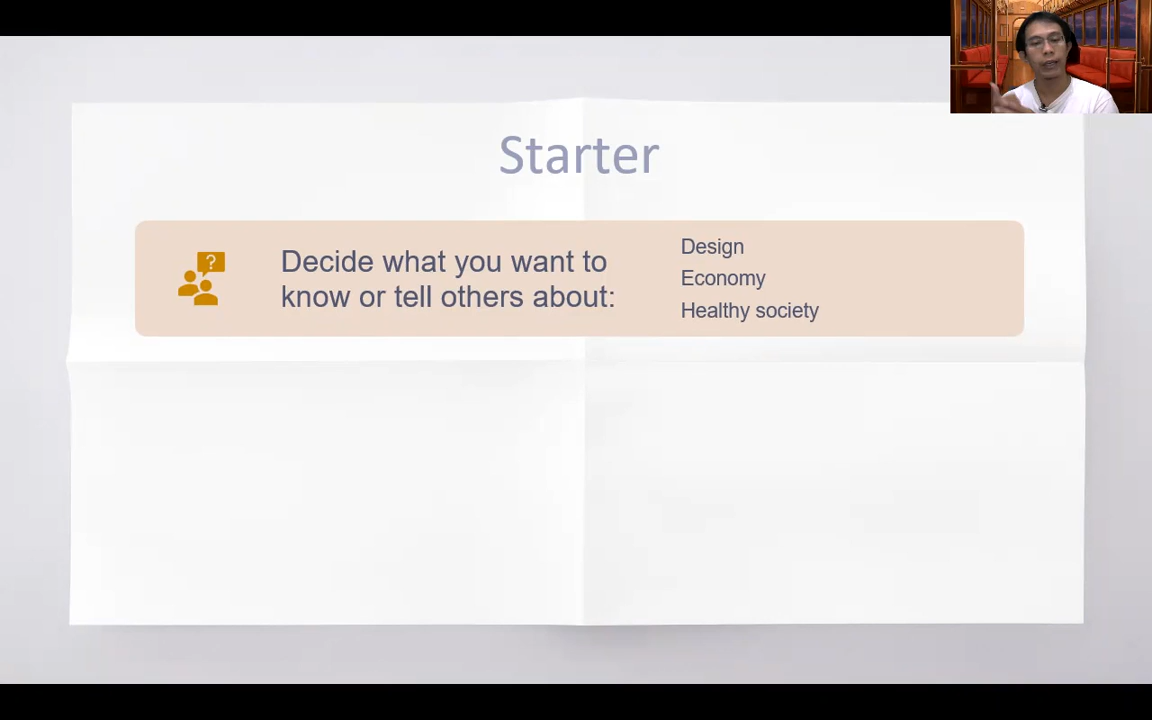 Starter
?
Decide what you want to
know or tell others about:
Design
Economy
Healthy society